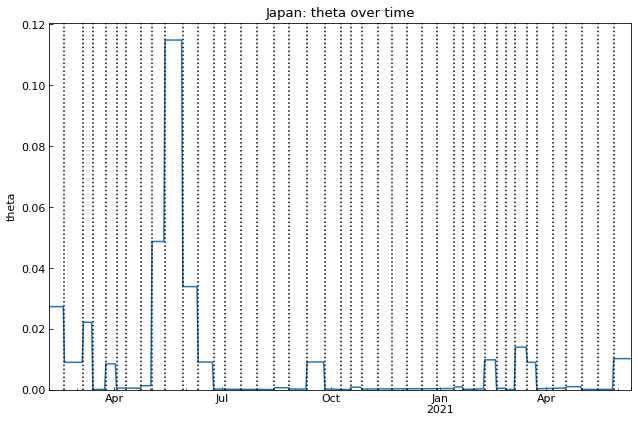 Japan: theta over time
0.12
0.10
0.08
0.06
0.04
0.02
0.00
theta
Apr
Jul
Oct
Jan
2021
Apr